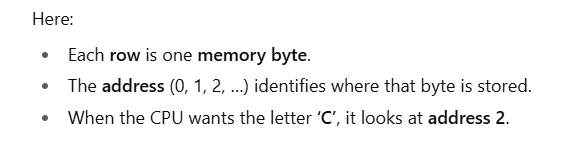 Here:
• Each row is one memory byte.
• The address (0, 1, 2, ...) identifies where that byte is stored.
• When the CPU wants the letter ‘C’, it looks at address 2.